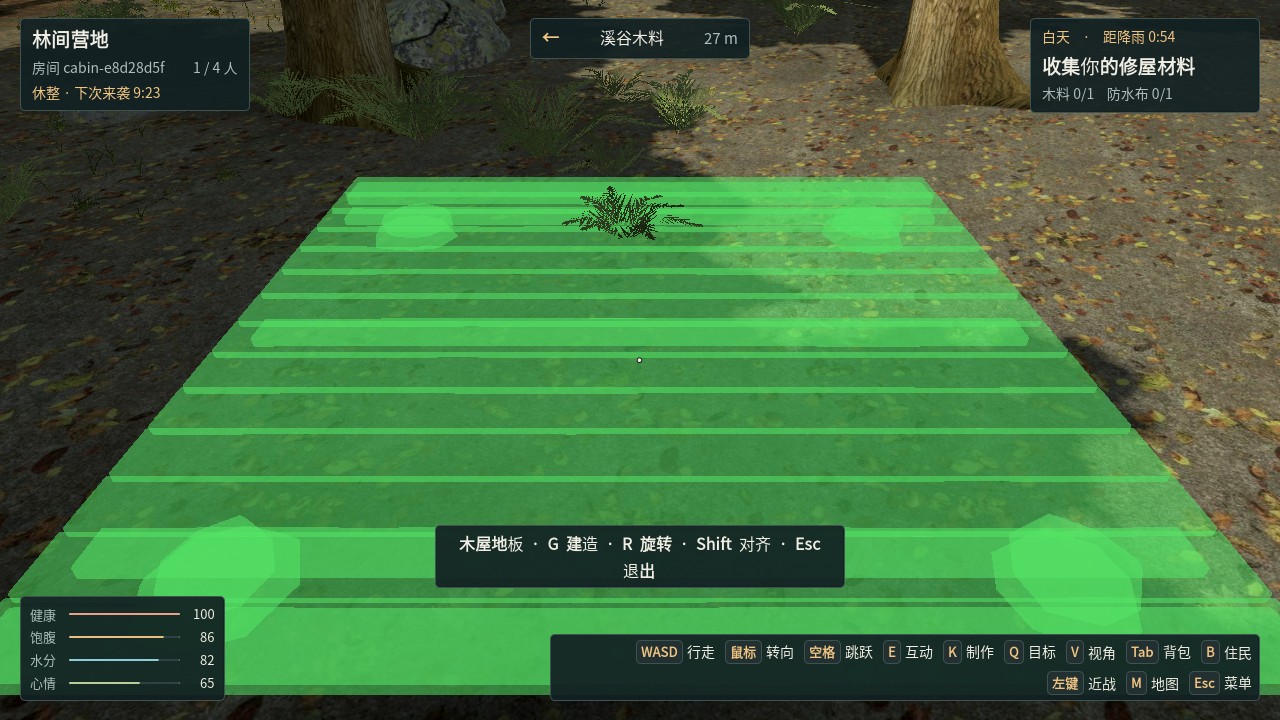 林间营地
房间 cabin-e8d28d5f 1 / 4 人
休整 · 下次来袭 9:23
← 溪谷木料 27 m
白天 · 距降雨 0:54
收集你的修屋材料
木料 0/1 防水布 0/1
木屋地板 · G 建造 · R 旋转 · Shift 对齐 · Esc
退出
健康 100
饱腹 86
水分 82
心情 65
WASD 行走 鼠标 转向 空格 跳跃 E 互动 K 制作 Q 目标 V 视角 Tab 背包 B 住民
左键 近战 M 地图 Esc 菜单